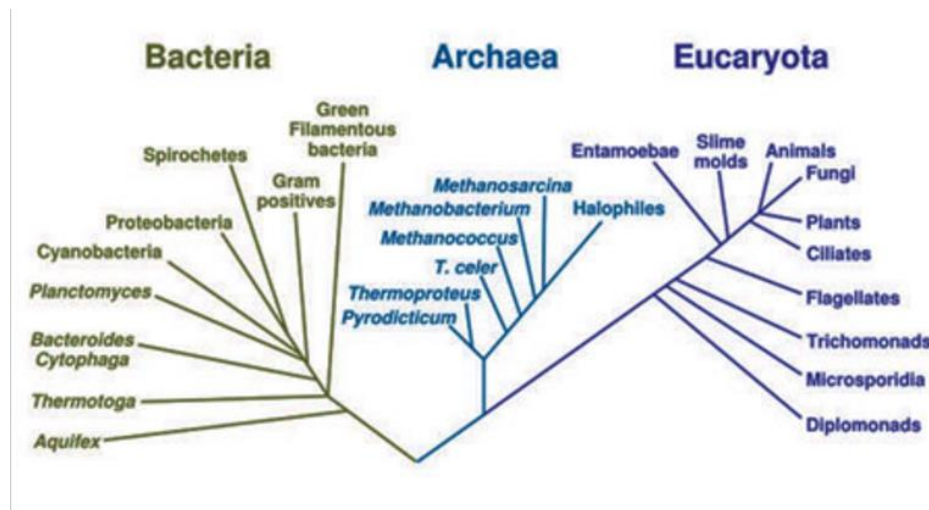 Bacteria
Archaea
Eucaryota
Green
Filamentous
bacteria
Spirochetes
Gram
positives
Proteobacteria
Cyanobacteria
Planctomyces
Bacteroides
Cytophaga
Thermotoga
Aquifex
Methanosarcina
Methanobacterium
Halophiles
Methanococcus
T. celer
Thermoproteus
Pyrodicticum
Entamoebae
Slime
molds
Animals
Fungi
Plants
Ciliates
Flagellates
Trichomonads
Microsporidia
Diplomonads